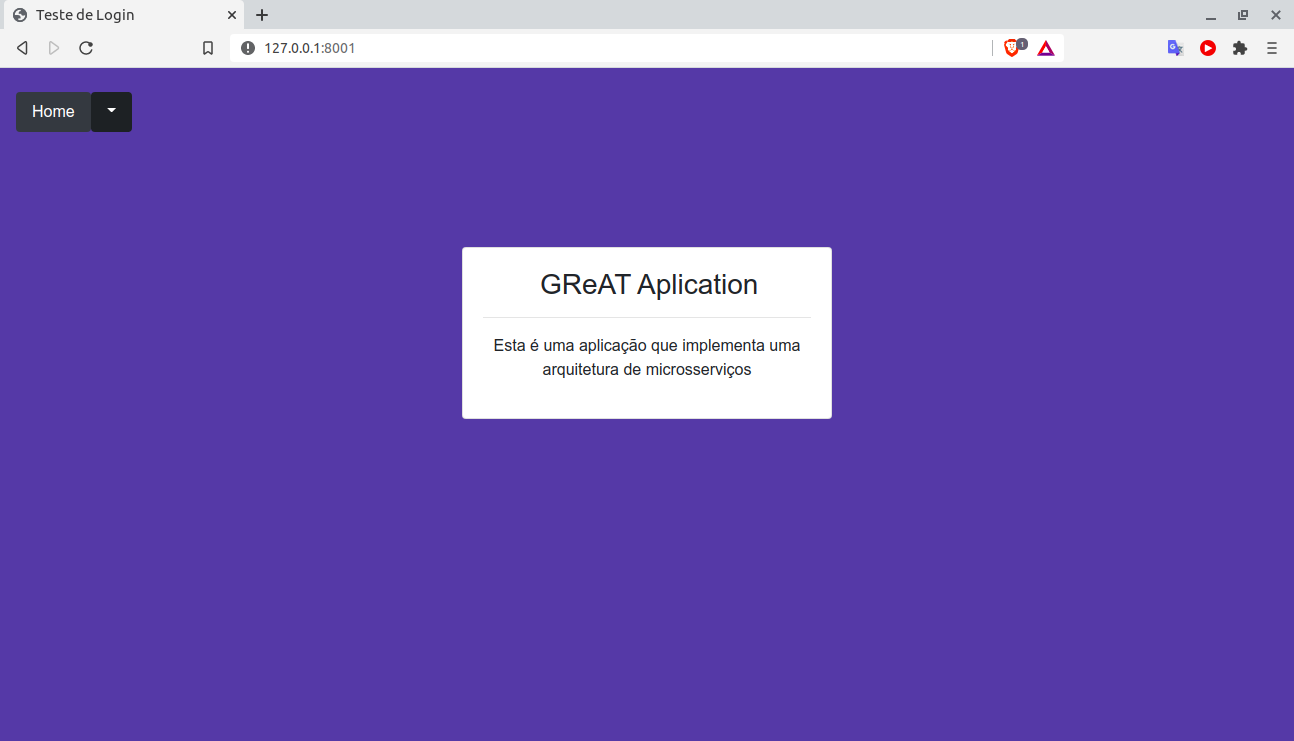 Teste de Login
127.0.0.1:8001
1
Home
GReAT Aplication
Esta é uma aplicação que implementa uma
arquitetura de microsserviços